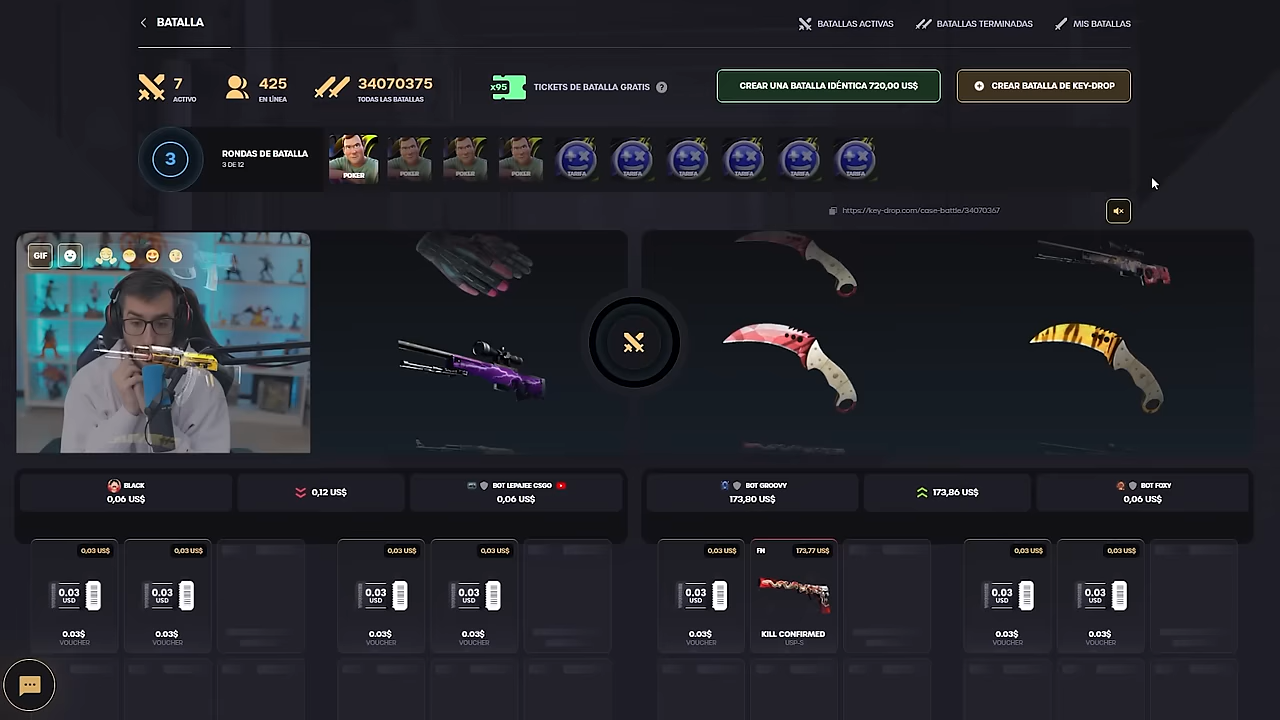 BATALLA
BATALLAS ACTIVAS
BATALLAS TERMINADAS
MIS BATALLAS
7
ACTIVO
425
EN LÍNEA
34070375
TODAS LAS BATALLAS
x95
TICKETS DE BATALLA GRATIS
?
CREAR UNA BATALLA IDÉNTICA 720,00 US$
CREAR BATALLA DE KEY-DROP
3
RONDAS DE BATALLA
3 DE 12
POKER
POKER
POKER
POKER
TARIFA
TARIFA
TARIFA
TARIFA
TARIFA
TARIFA
https://key-drop.com/case-battle/34070367
GIF
BLACK
0,06 US$
0,12 US$
BOT LEPAJEE CSGO
0,06 US$
BOT GROOVY
173,80 US$
173,86 US$
BOT FOXY
0,06 US$
0,03 US$
0,03 US$
0,03 US$
0,03 US$
0,03 US$
FN
173,77 US$
0,03 US$
0,03 US$
0.03
USD
0.03
USD
0.03
USD
0.03
USD
0.03
USD
0.03
USD
0.03
USD
0.03$
0.03$
0.03$
0.03$
0.03$
KILL CONFIRMED
0.03$
0.03$
VOUCHER
VOUCHER
VOUCHER
VOUCHER
VOUCHER
USP-S
VOUCHER
VOUCHER